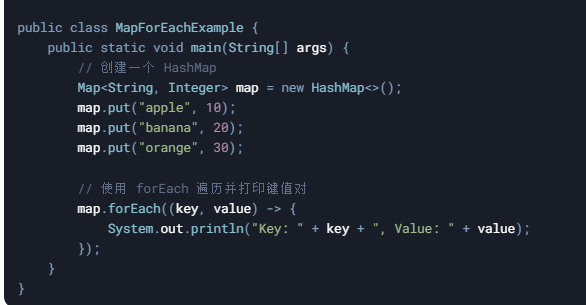 public class MapForEachExample {
    public static void main(String[] args) {
        // 创建一个 HashMap
        Map<String, Integer> map = new HashMap<>();
        map.put("apple", 10);
        map.put("banana", 20);
        map.put("orange", 30);

        // 使用 forEach 遍历并打印键值对
        map.forEach((key, value) -> {
            System.out.println("Key: " + key + ", Value: " + value);
        });
    }
}